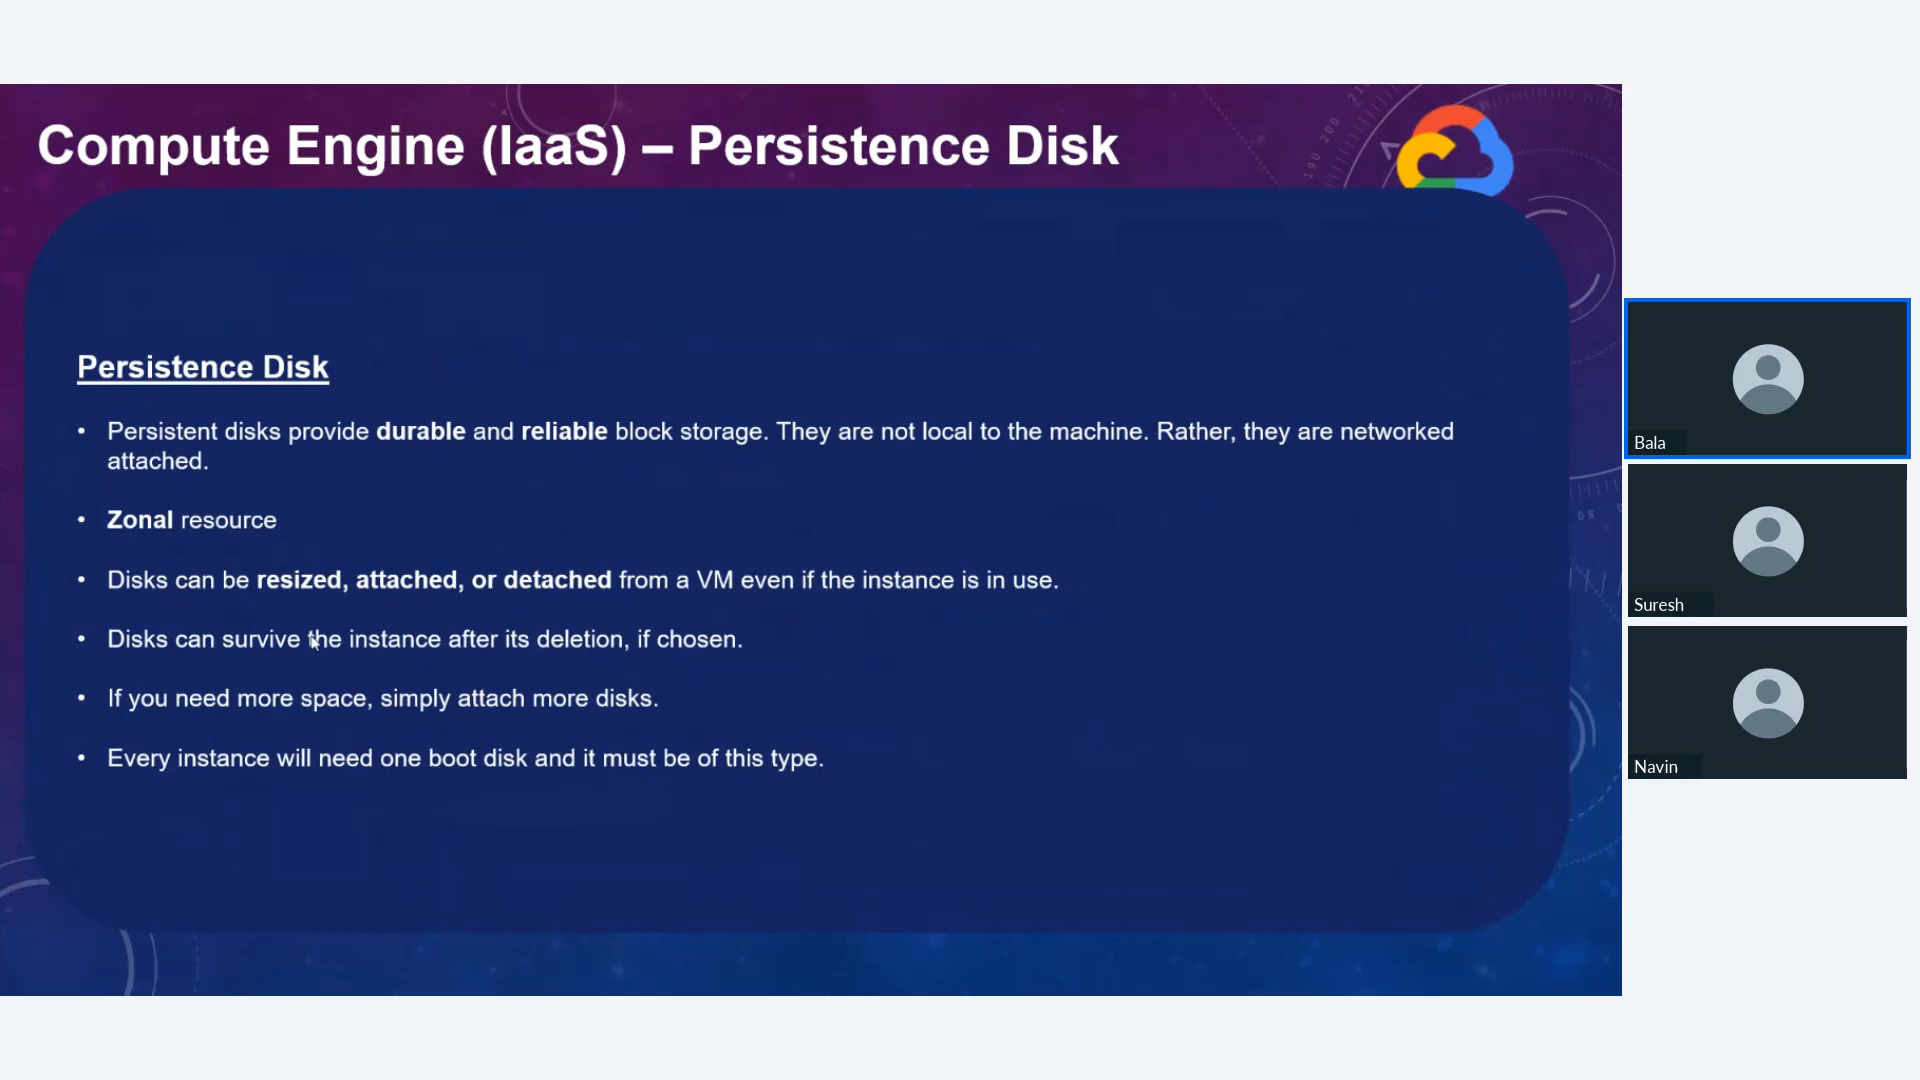 Compute Engine (IaaS) – Persistence Disk
Persistence Disk
• Persistent disks provide durable and reliable block storage. They are not local to the machine. Rather, they are networked
attached.
• Zonal resource
• Disks can be resized, attached, or detached from a VM even if the instance is in use.
• Disks can survive the instance after its deletion, if chosen.
• If you need more space, simply attach more disks.
• Every instance will need one boot disk and it must be of this type.
190 200 210
80
Bala
Suresh
Navin